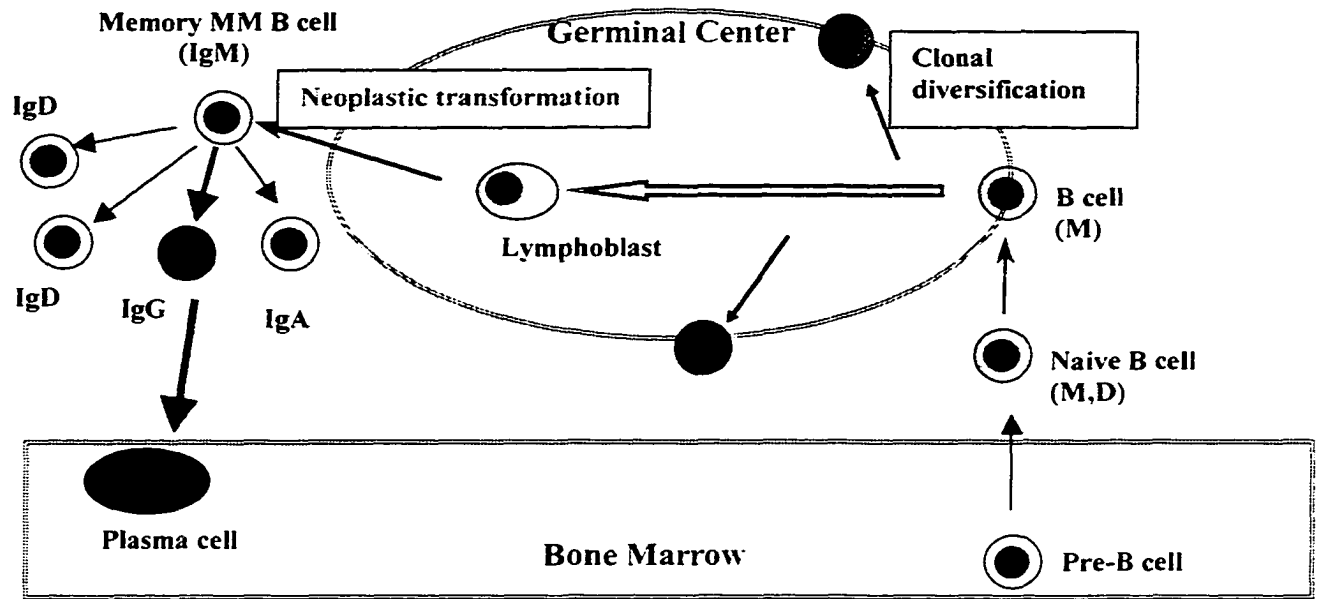 Memory MM B cell
(IgM)
Germinal Center
Clonal
diversification
Neoplastic transformation
IgD
B cell
(M)
Lymphoblast
IgD
IgG
IgA
Naive B cell
(M,D)
Plasma cell
Bone Marrow
Pre-B cell